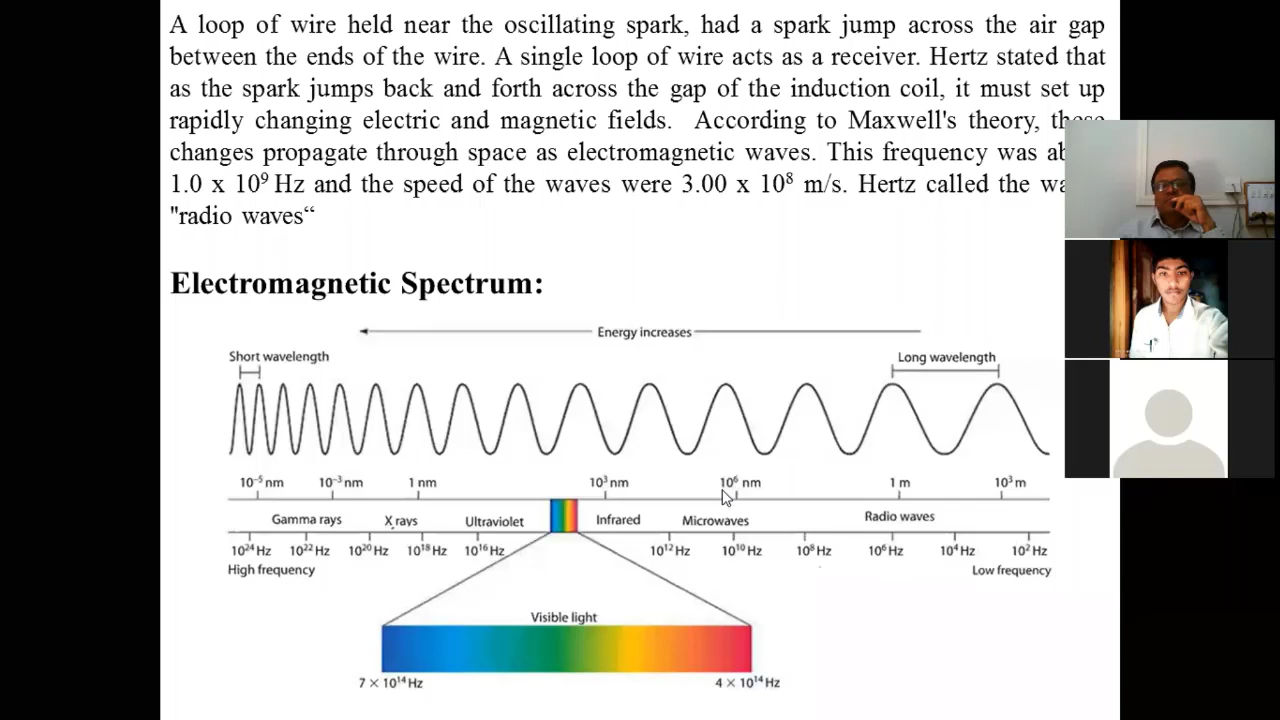 A loop of wire held near the oscillating spark, had a spark jump across the air gap
between the ends of the wire. A single loop of wire acts as a receiver. Hertz stated that
as the spark jumps back and forth across the gap of the induction coil, it must set up
rapidly changing electric and magnetic fields. According to Maxwell's theory,
changes propagate through space as electromagnetic waves. This frequency was
1.0 x 10⁹ Hz and the speed of the waves were 3.00 x 10⁸ m/s. Hertz called the
"radio waves“
Electromagnetic Spectrum:
Energy increases
Short wavelength Long wavelength
10⁻⁵ nm 10⁻³ nm 1 nm 10³ nm 10⁶ nm 1 m 10³ m
Gamma rays X rays Ultraviolet Infrared Microwaves Radio waves
10²⁴ Hz 10²² Hz 10²⁰ Hz 10¹⁸ Hz 10¹⁶ Hz 10¹² Hz 10¹⁰ Hz 10⁸ Hz 10⁶ Hz 10⁴ Hz 10² Hz
High frequency Low frequency
Visible light
7 × 10¹⁴ Hz 4 × 10¹⁴ Hz